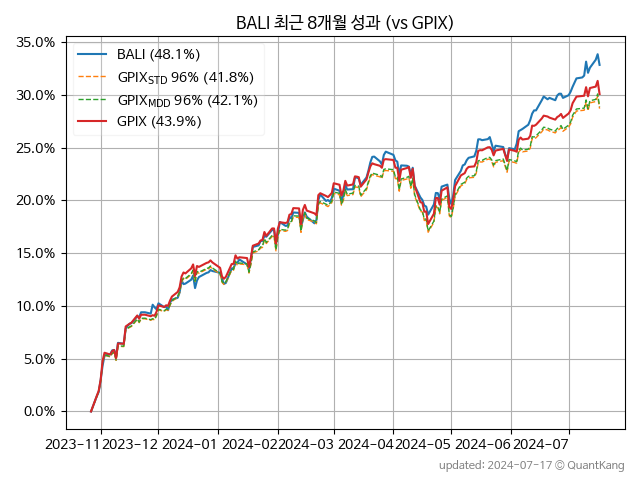 BALI 최근 8개월 성과 (vs GPIX)
BALI (48.1%)
GPIX_STD 96% (41.8%)
GPIX_MDD 96% (42.1%)
GPIX (43.9%)
35.0%
30.0%
25.0%
20.0%
15.0%
10.0%
5.0%
0.0%
2023-11 2023-12 2024-01 2024-02 2024-03 2024-04 2024-05 2024-06 2024-07
updated: 2024-07-17 ⓒ QuantKang